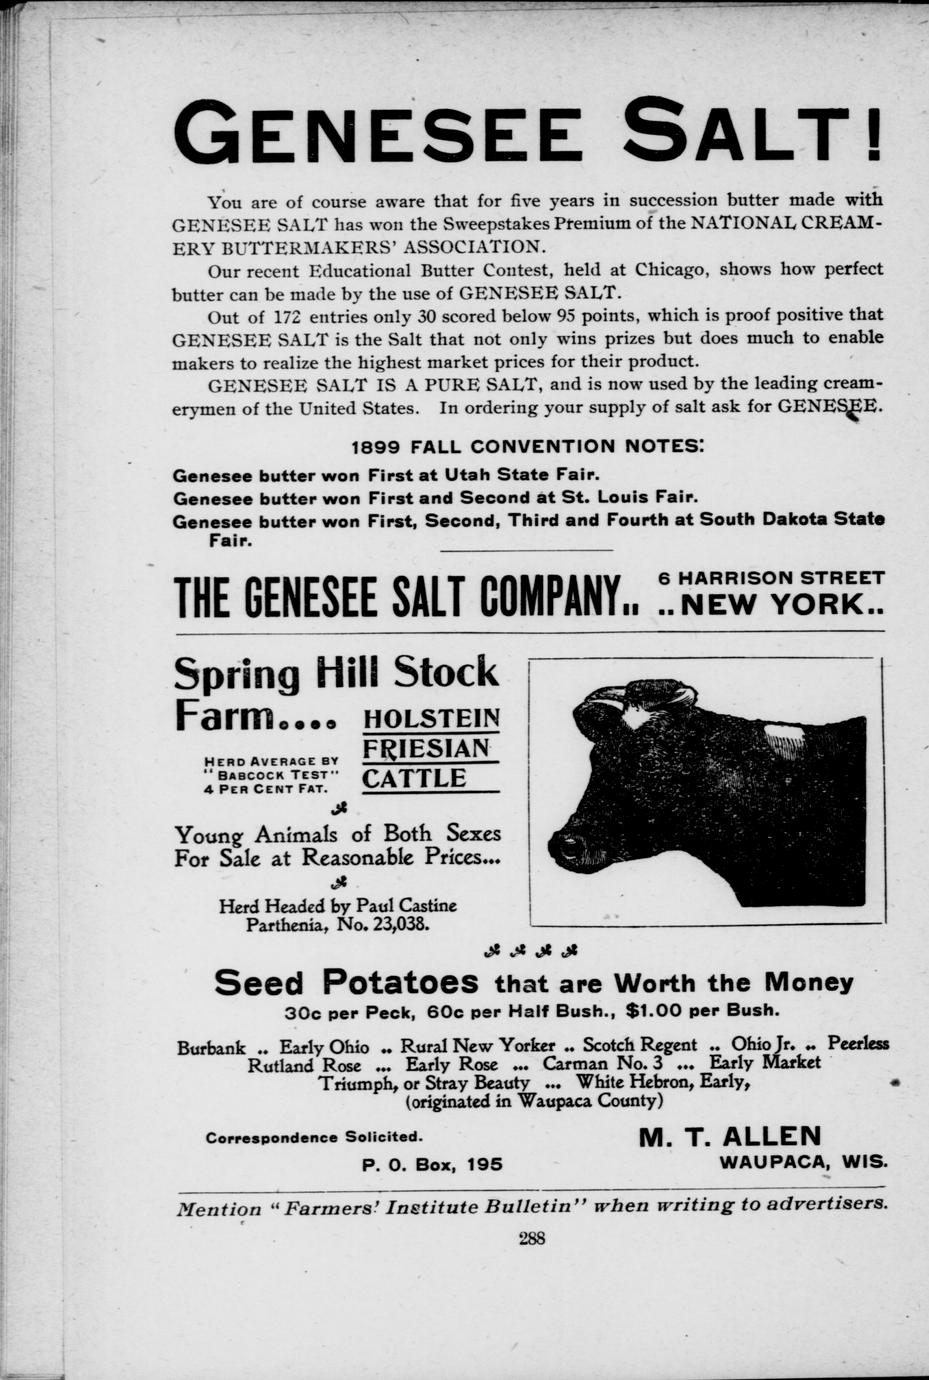 GENESEE SALT!
You are of course aware that for five years in succession butter made with
GENESEE SALT has won the Sweepstakes Premium of the NATIONAL CREAM-
ERY BUTTERMAKERS' ASSOCIATION.
Our recent Educational Butter Contest, held at Chicago, shows how perfect
butter can be made by the use of GENESEE SALT.
Out of 172 entries only 30 scored below 95 points, which is proof positive that
GENESEE SALT is the Salt that not only wins prizes but does much to enable
makers to realize the highest market prices for their product.
GENESEE SALT IS A PURE SALT, and is now used by the leading cream-
erymen of the United States. In ordering your supply of salt ask for GENESEE.
1899 FALL CONVENTION NOTES:
Genesee butter won First at Utah State Fair.
Genesee butter won First and Second at St. Louis Fair.
Genesee butter won First, Second, Third and Fourth at South Dakota State
Fair.
THE GENESEE SALT COMPANY.. 6 HARRISON STREET
..NEW YORK..
Spring Hill Stock
Farm....
HOLSTEIN
FRIESIAN
CATTLE
HERD AVERAGE BY
"BABCOCK TEST"
4 PER CENT FAT.
Young Animals of Both Sexes
For Sale at Reasonable Prices...
Herd Headed by Paul Castine
Parthenia, No. 23,038.
Seed Potatoes that are Worth the Money
30c per Peck, 60c per Half Bush., $1.00 per Bush.
Burbank .. Early Ohio .. Rural New Yorker .. Scotch Regent .. Ohio Jr. .. Peerless
Rutland Rose ... Early Rose ... Carman No. 3 ... Early Market
Triumph, or Stray Beauty ... White Hebron, Early,
(originated in Waupaca County)
Correspondence Solicited.
P. O. Box, 195
M. T. ALLEN
WAUPACA, WIS.
Mention "Farmers' Institute Bulletin" when writing to advertisers.
288